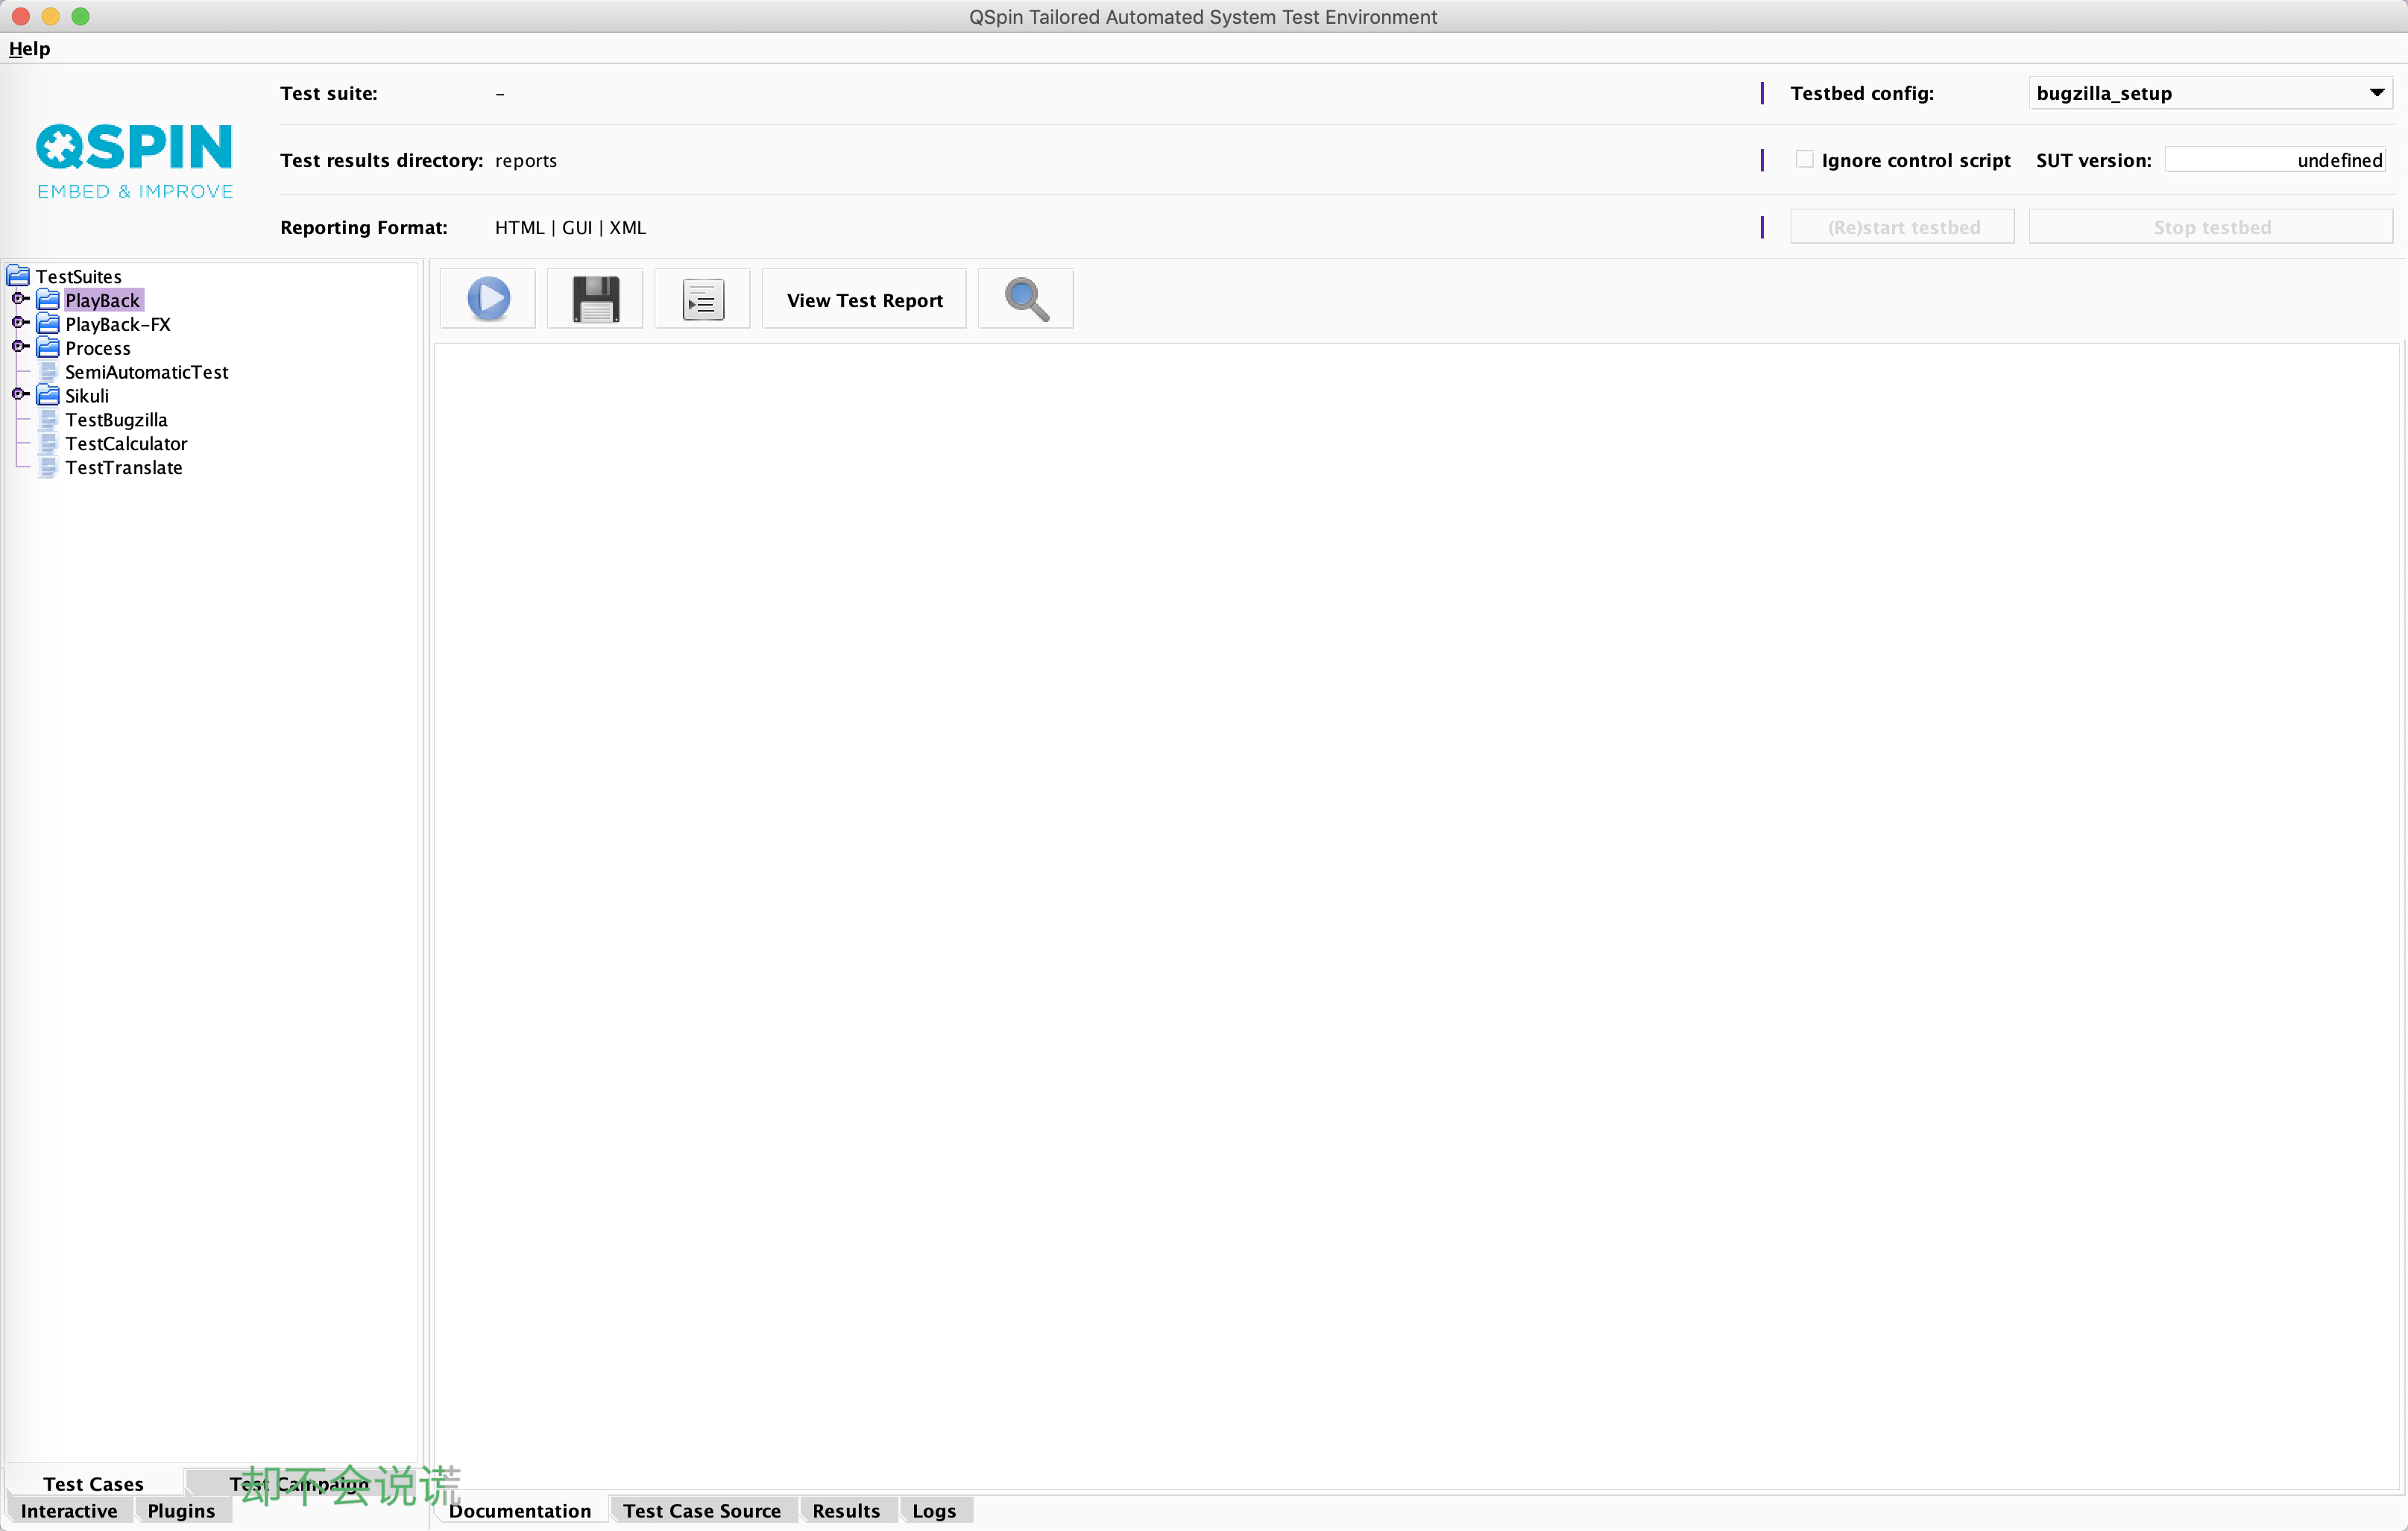 QSpin Tailored Automated System Test Environment
Help
Test suite: –
Testbed config: bugzilla_setup
QSPIN
EMBED & IMPROVE
Test results directory: reports
Ignore control script SUT version: undefined
Reporting Format: HTML | GUI | XML
(Re)start testbed Stop testbed
TestSuites
PlayBack
PlayBack-FX
Process
SemiAutomaticTest
Sikuli
TestBugzilla
TestCalculator
TestTranslate
View Test Report
Test Cases Test Campaign
却不会说谎
Interactive Plugins
Documentation Test Case Source Results Logs